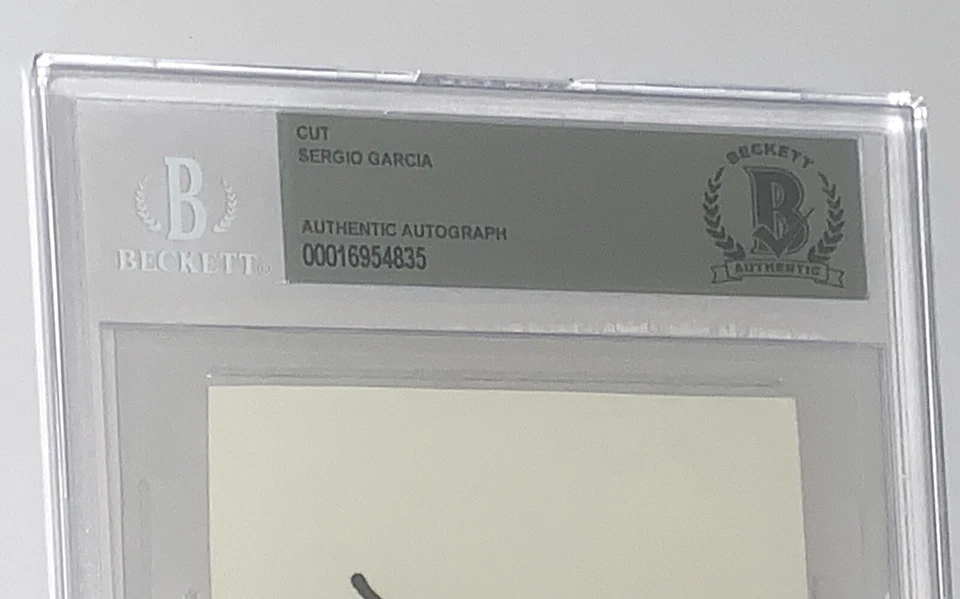 CUT
SERGIO GARCIA
AUTHENTIC AUTOGRAPH
00016954835
B
BECKETT®
BECKETT
B
AUTHENTIC